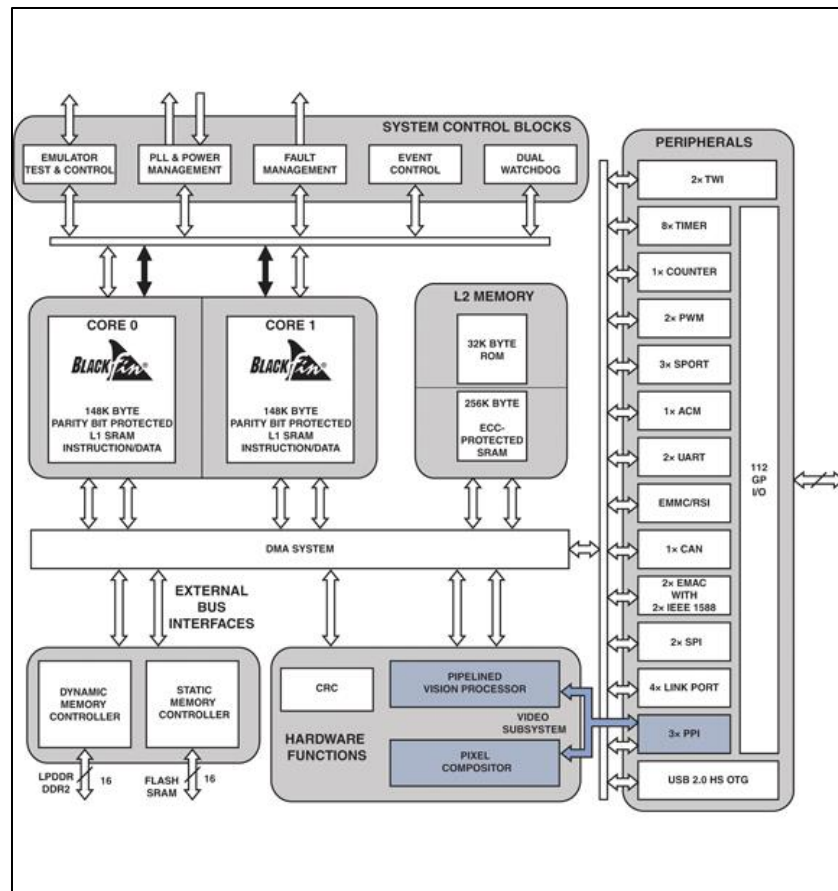 SYSTEM CONTROL BLOCKS
EMULATOR
TEST & CONTROL
PLL & POWER
MANAGEMENT
FAULT
MANAGEMENT
EVENT
CONTROL
DUAL
WATCHDOG
CORE 0
BLACKfin®
148K BYTE
PARITY BIT PROTECTED
L1 SRAM
INSTRUCTION/DATA
CORE 1
BLACKfin®
148K BYTE
PARITY BIT PROTECTED
L1 SRAM
INSTRUCTION/DATA
L2 MEMORY
32K BYTE
ROM
256K BYTE
ECC-
PROTECTED
SRAM
DMA SYSTEM
EXTERNAL
BUS
INTERFACES
DYNAMIC
MEMORY
CONTROLLER
STATIC
MEMORY
CONTROLLER
LPDDR
DDR2
16
FLASH
SRAM
16
CRC
HARDWARE
FUNCTIONS
PIPELINED
VISION PROCESSOR
VIDEO
SUBSYSTEM
PIXEL
COMPOSITOR
PERIPHERALS
2× TWI
8× TIMER
1× COUNTER
2× PWM
3× SPORT
1× ACM
2× UART
EMMC/RSI
1× CAN
2× EMAC
WITH
2× IEEE 1588
2× SPI
4× LINK PORT
3× PPI
USB 2.0 HS OTG
112
GP
I/O